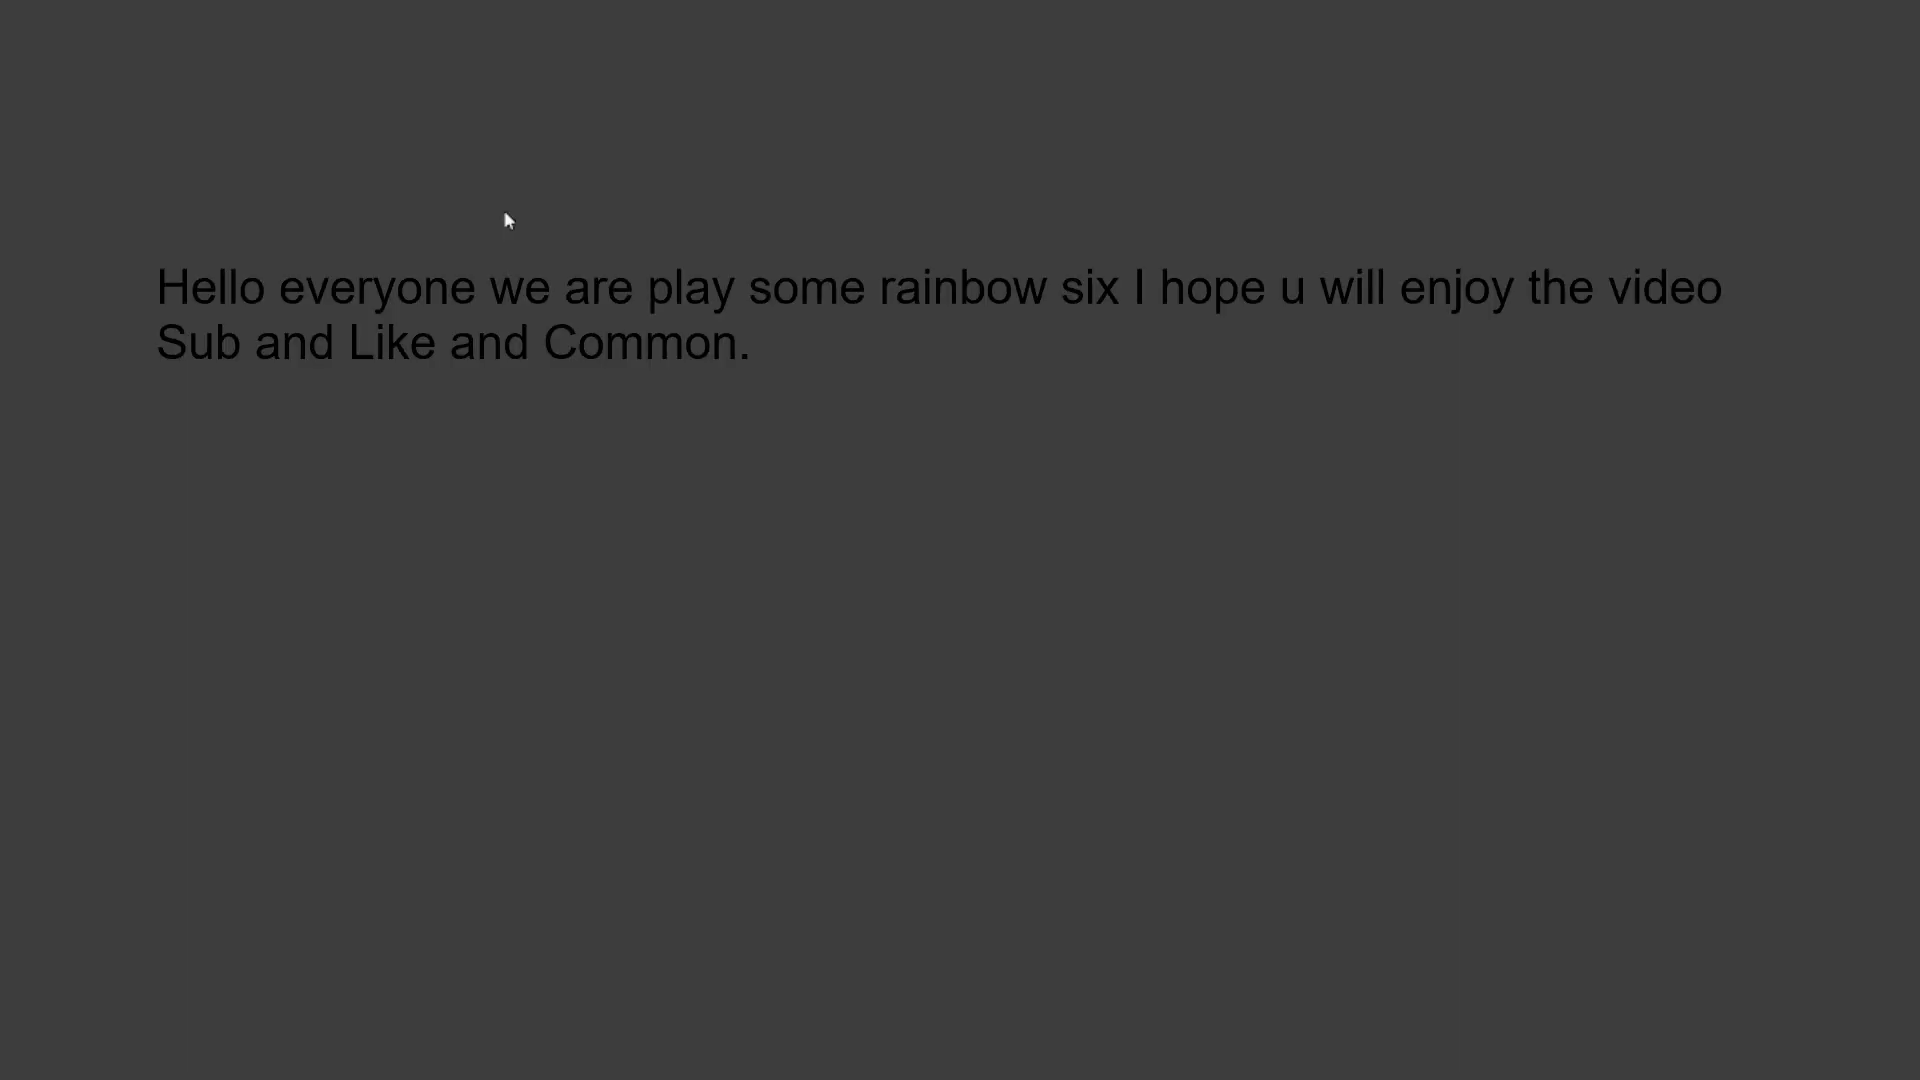 Hello everyone we are play some rainbow six I hope u will enjoy the video
Sub and Like and Common.